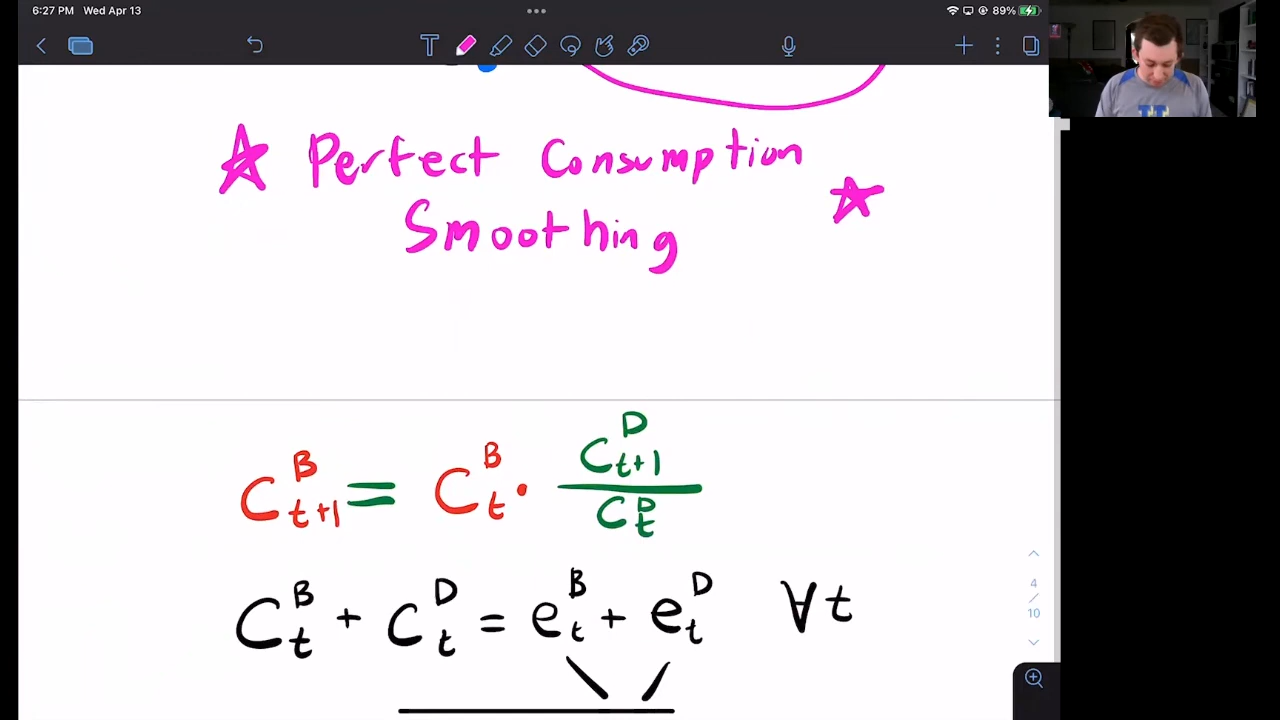 6:27 PM Wed Apr 13
89%
☆ Perfect Consumption
Smoothing ☆
C^B_{t+1} = C^B_t · C^D_{t+1} / C^D_t
C^B_t + C^D_t = e^B_t + e^D_t ∀t
4
/
10